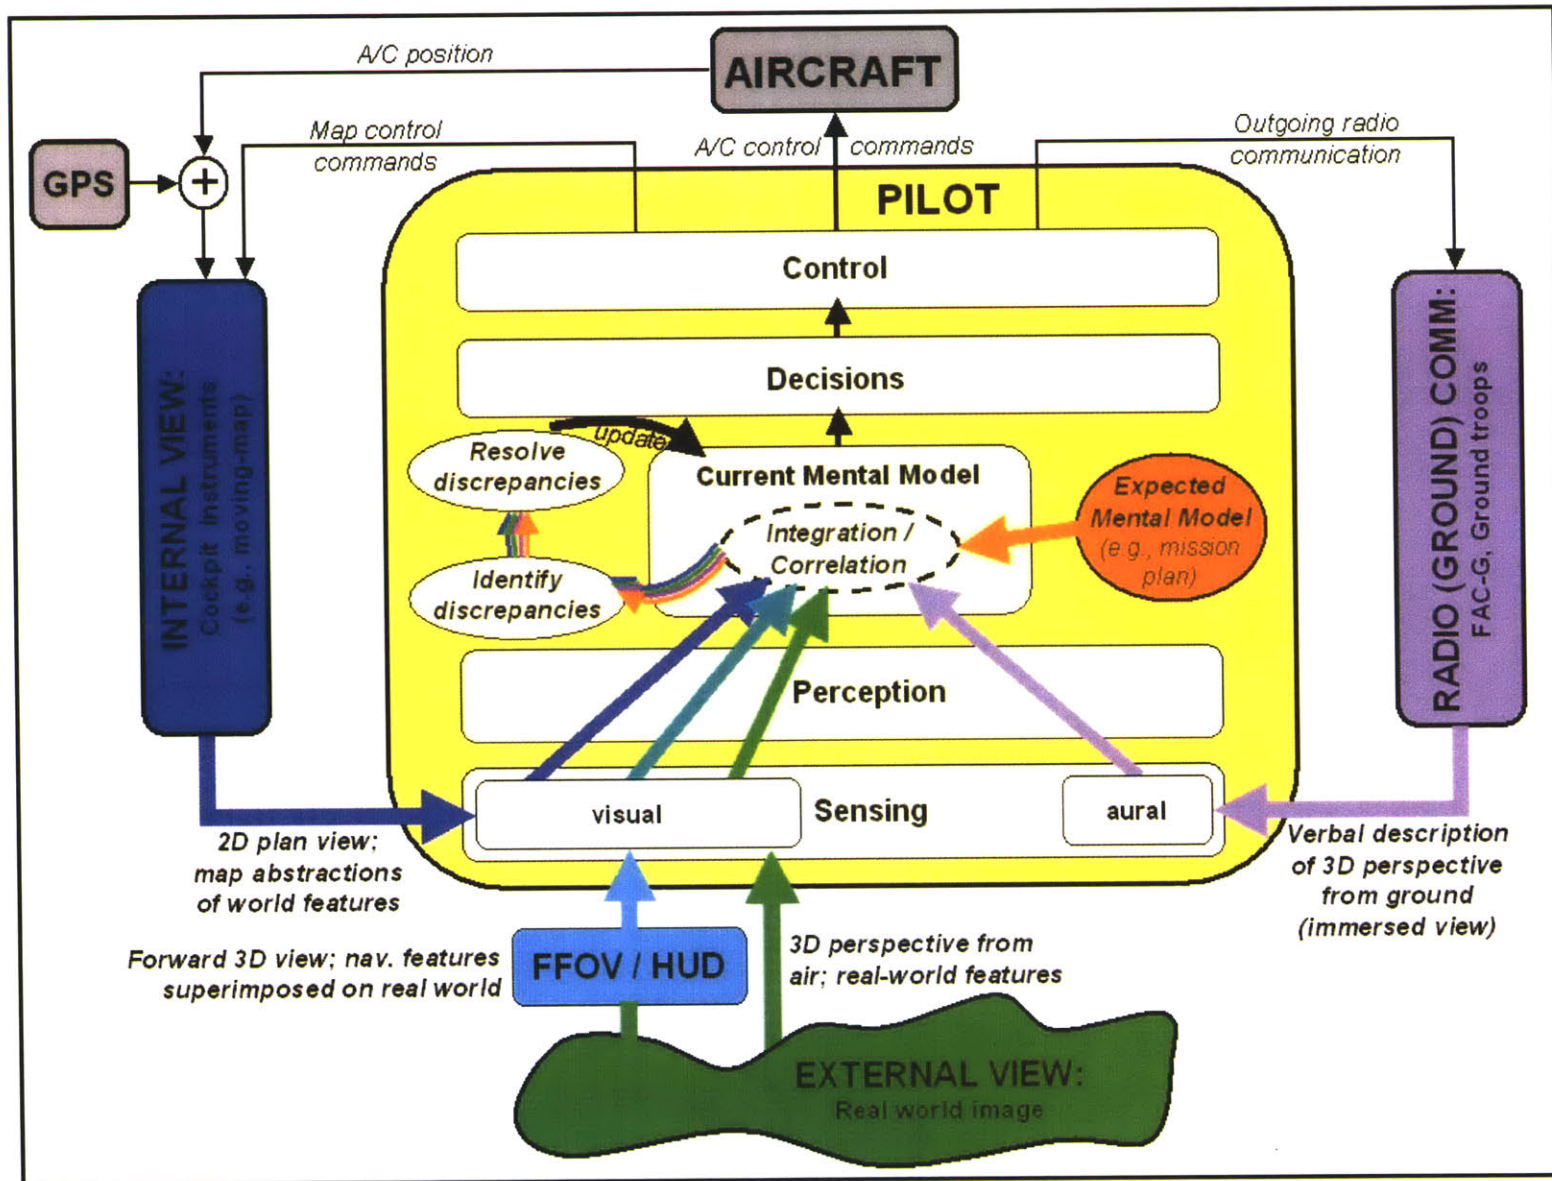 A/C position
AIRCRAFT
Map control
commands
A/C control commands
Outgoing radio
communication
GPS
+
PILOT
Control
Decisions
update
Resolve
discrepancies
Current Mental Model
Integration /
Correlation
Expected
Mental Model
(e.g., mission
plan)
Identify
discrepancies
INTERNAL VIEW:
Cockpit Instruments
(e.g., moving-map)
RADIO (GROUND) COMM:
FAC-G, Ground troops
Perception
visual
Sensing
aural
2D plan view;
map abstractions
of world features
Verbal description
of 3D perspective
from ground
(immersed view)
Forward 3D view; nav. features
superimposed on real world
FFOV / HUD
3D perspective from
air; real-world features
EXTERNAL VIEW:
Real world image